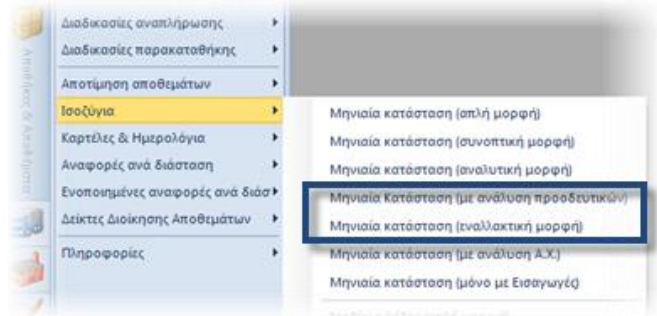 Διαδικασίες αναπλήρωσης
Διαδικασίες παρακαταθήκης
Αποτίμηση αποθεμάτων
Ισοζύγια
Καρτέλες & Ημερολόγια
Αναφορές ανά διάσταση
Ενοποιημένες αναφορές ανά διάσ
Δείκτες Διοίκησης Αποθεμάτων
Πληροφορίες
Μηνιαία κατάσταση (απλή μορφή)
Μηνιαία κατάσταση (συνοπτική μορφή)
Μηνιαία κατάσταση (αναλυτική μορφή)
Μηνιαία Κατάσταση (με ανάλυση προοδευτικών)
Μηνιαία κατάσταση (εναλλακτική μορφή)
Μηνιαία κατάσταση (με ανάλυση Α.Χ.)
Μηνιαία κατάσταση (μόνο με Εισαγωγές)